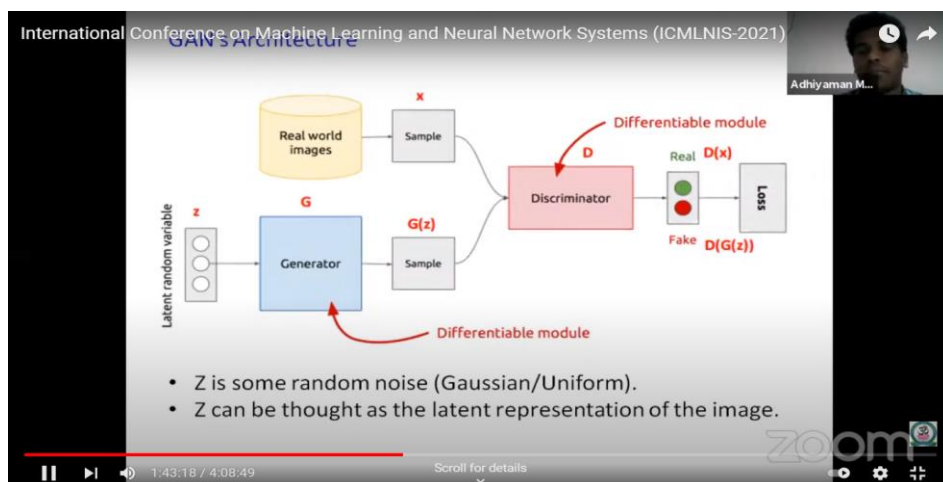 International Conference on Machine Learning and Neural Network Systems (ICMLNIS-2021)
GAN's Architecture
Adhiyaman M...
x
Differentiable module
Real world
images
Sample
D
Real D(x)
Discriminator
Loss
z
G
G(z)
Fake D(G(z))
Latent random variable
Generator
Sample
Differentiable module
• Z is some random noise (Gaussian/Uniform).
• Z can be thought as the latent representation of the image.
zoom
1:43:18 / 4:08:49
Scroll for details